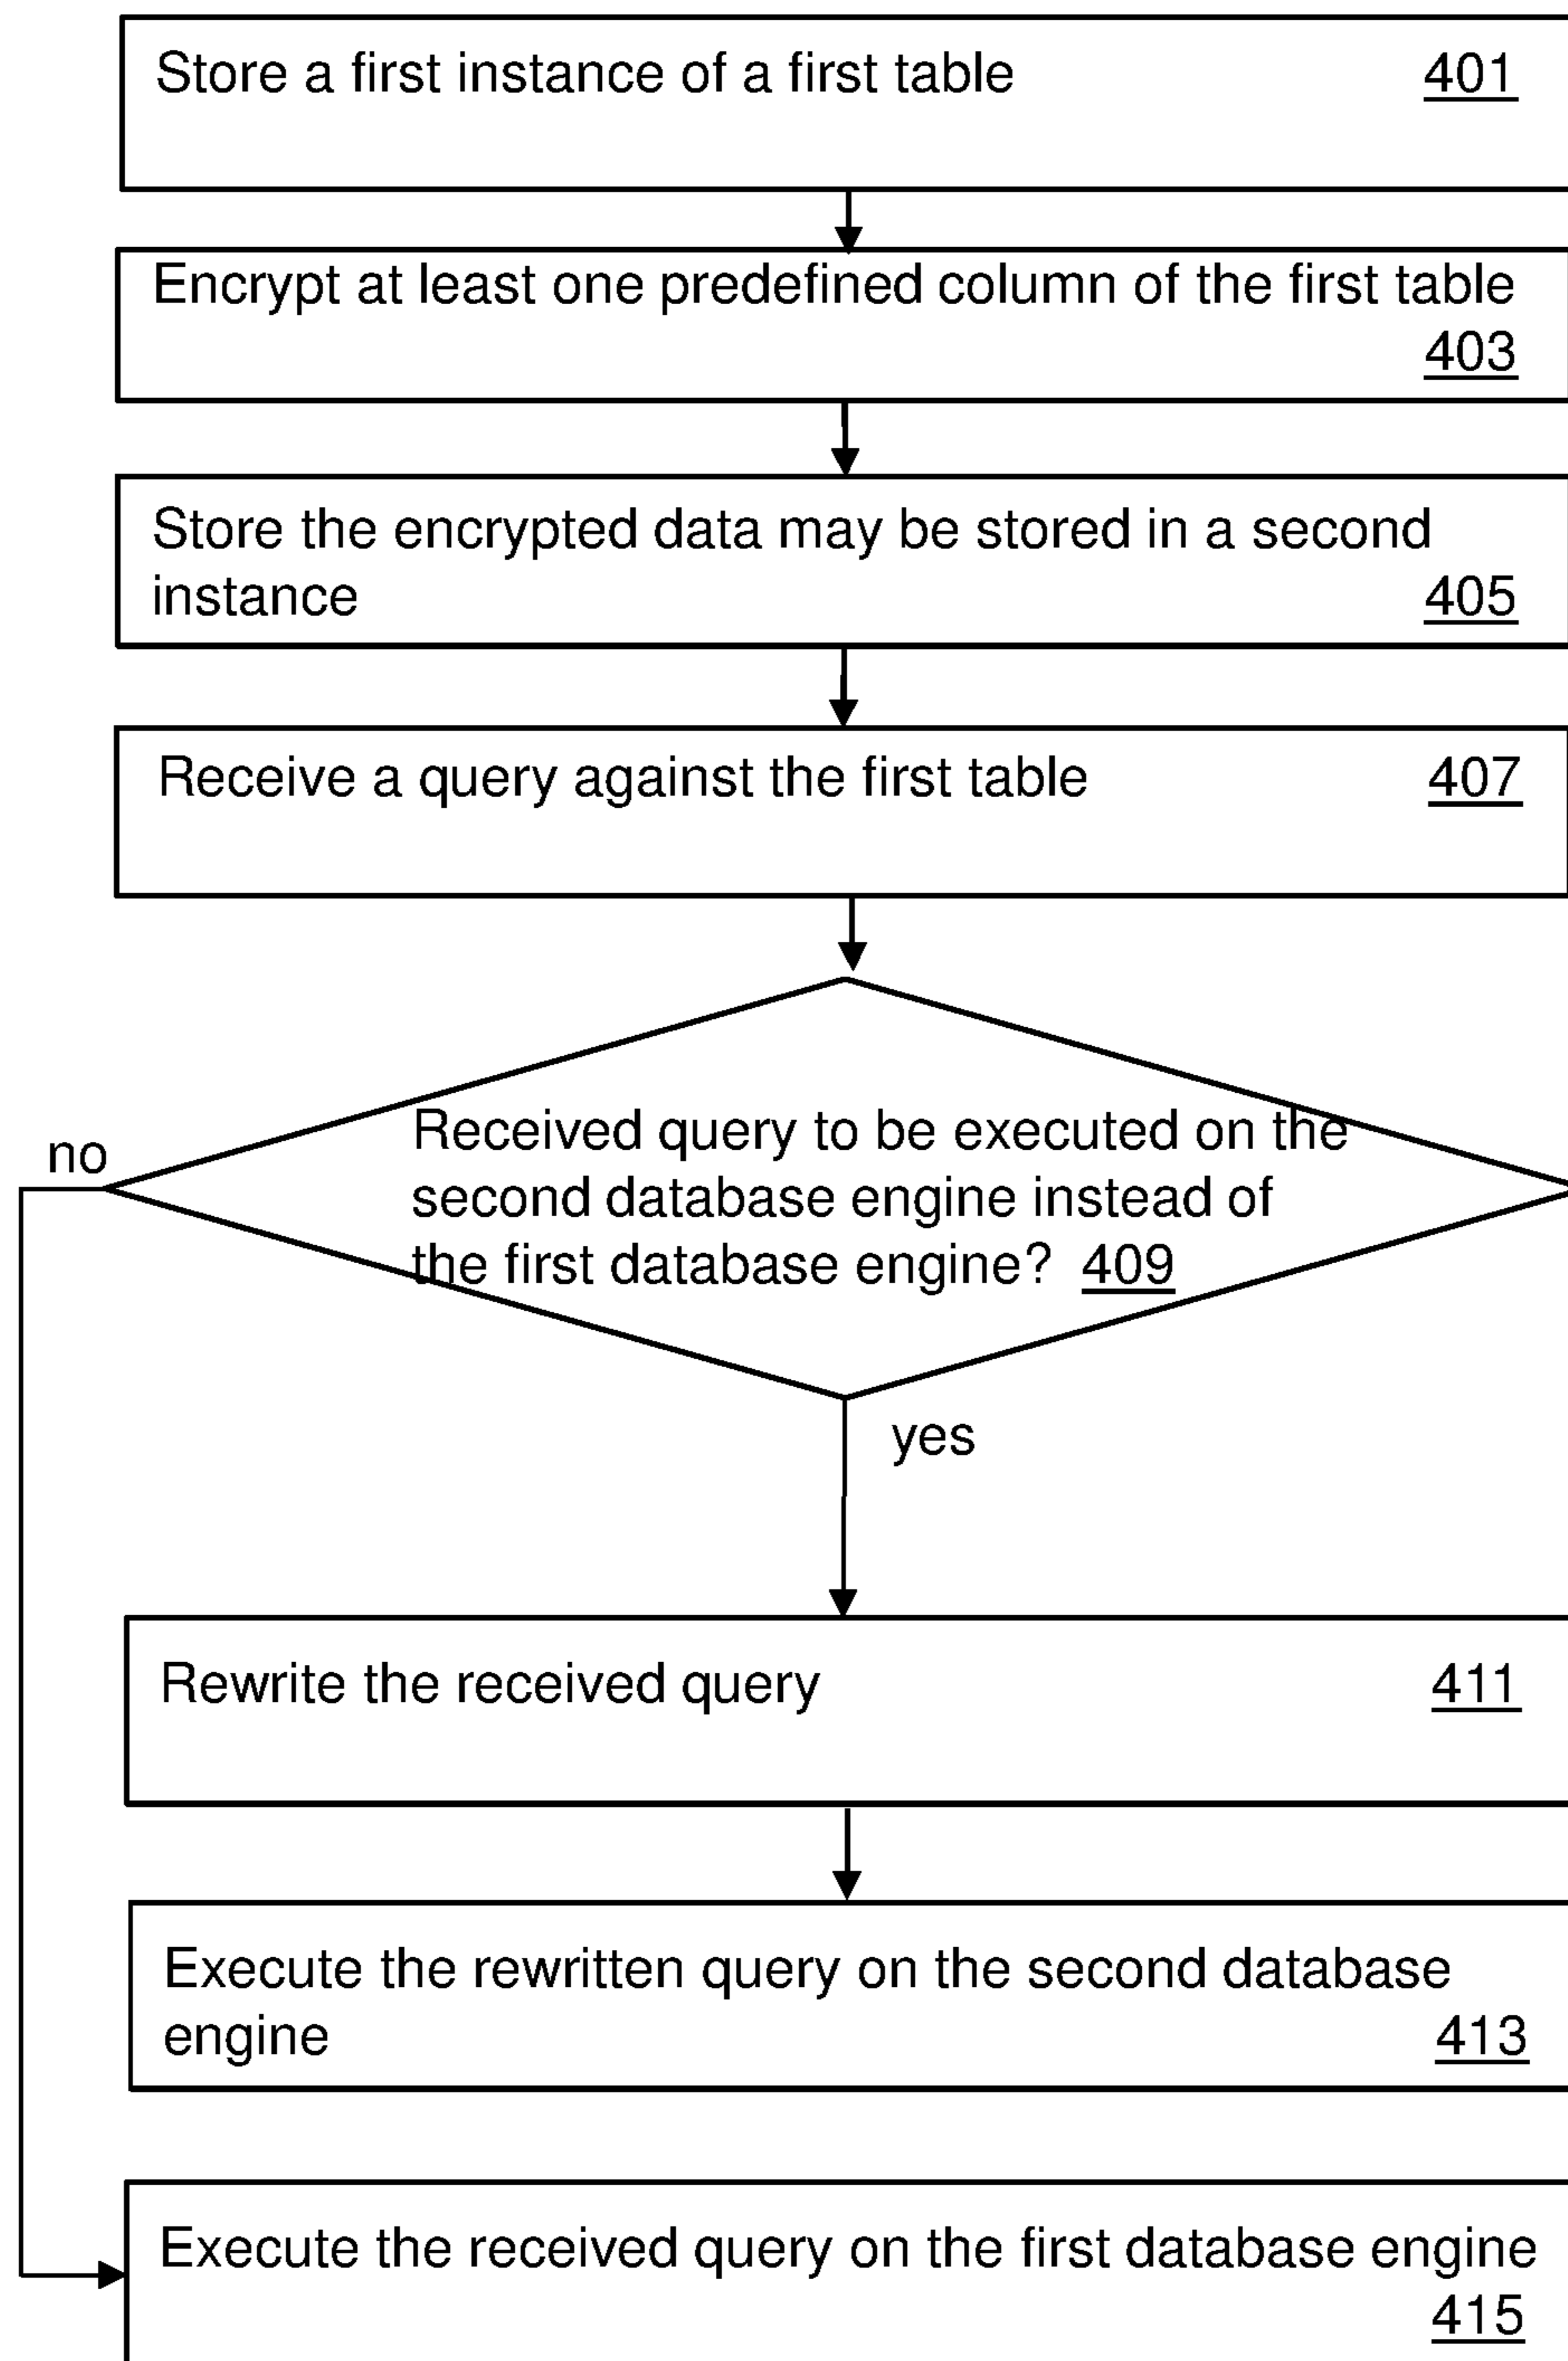 Store a first instance of a first table 401
Encrypt at least one predefined column of the first table
403
Store the encrypted data may be stored in a second
instance 405
Receive a query against the first table 407
Received query to be executed on the
no
second database engine instead of
the first database engine? 409
yes
Rewrite the received query 411
Execute the rewritten query on the second database
engine 413
Execute the received query on the first database engine
415